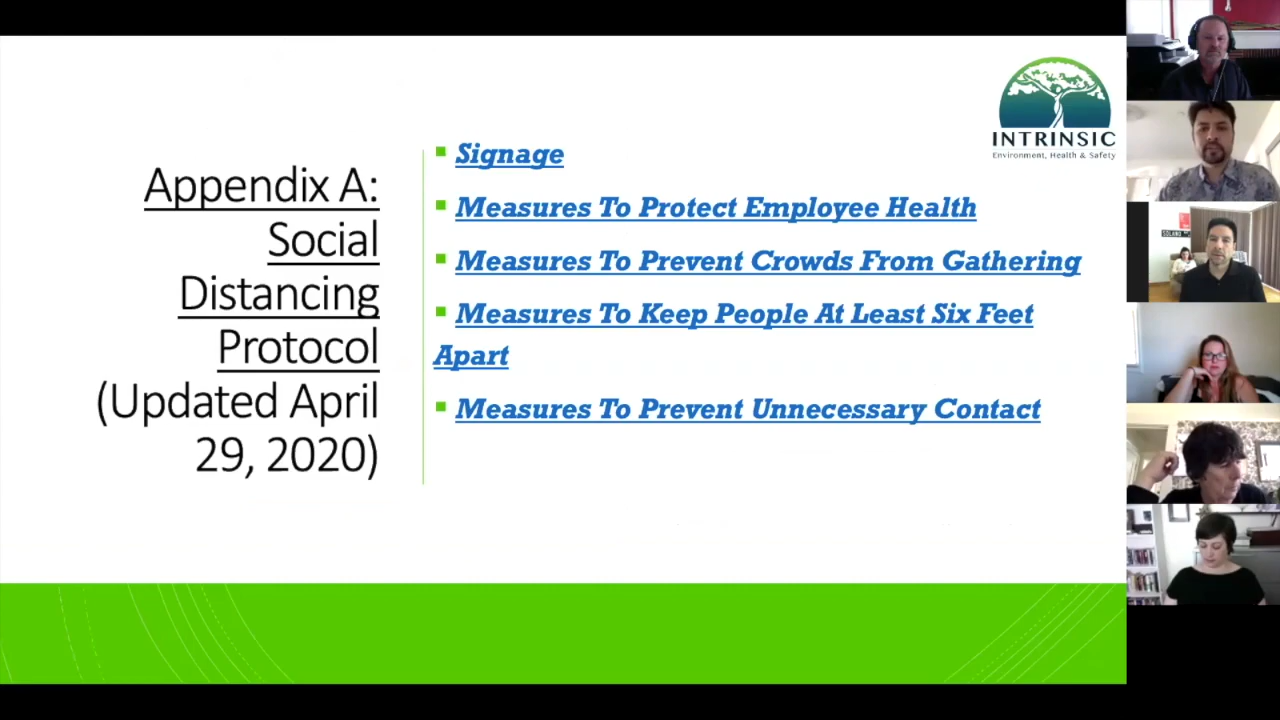 Appendix A:
Social
Distancing
Protocol
(Updated April
29, 2020)
Signage
Measures To Protect Employee Health
Measures To Prevent Crowds From Gathering
Measures To Keep People At Least Six Feet
Apart
Measures To Prevent Unnecessary Contact
INTRINSIC
Environment, Health & Safety
SOLANO